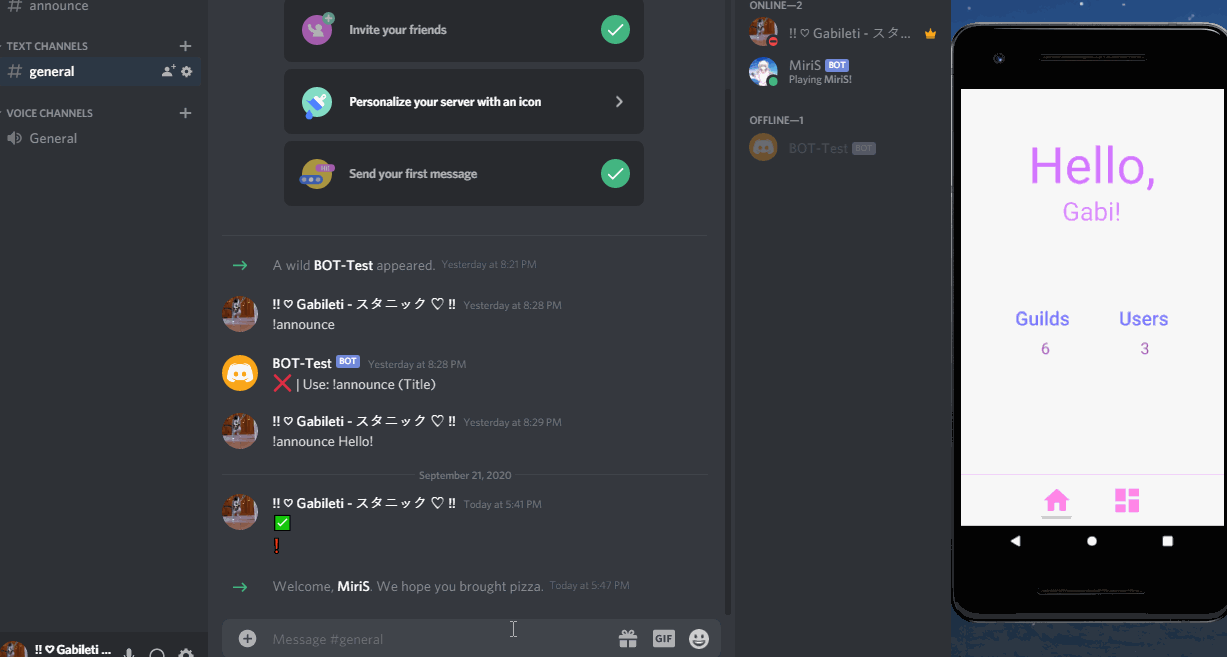 announce
TEXT CHANNELS
general
VOICE CHANNELS
General
!! ♡ Gabileti ...
Invite your friends
Personalize your server with an icon
Send your first message
A wild BOT-Test appeared. Yesterday at 8:21 PM
!! ♡ Gabileti - スタニック ♡ !! Yesterday at 8:28 PM
!announce
BOT-Test BOT Yesterday at 8:28 PM
❌ | Use: !announce (Title)
!! ♡ Gabileti - スタニック ♡ !! Yesterday at 8:29 PM
!announce Hello!
September 21, 2020
!! ♡ Gabileti - スタニック ♡ !! Today at 5:41 PM
✅
❗
Welcome, MiriS. We hope you brought pizza. Today at 5:47 PM
Message #general
GIF
ONLINE—2
!! ♡ Gabileti - スタ...
MiriS BOT
Playing MiriS!
OFFLINE—1
BOT-Test BOT
Hello,
Gabi!
Guilds Users
6 3